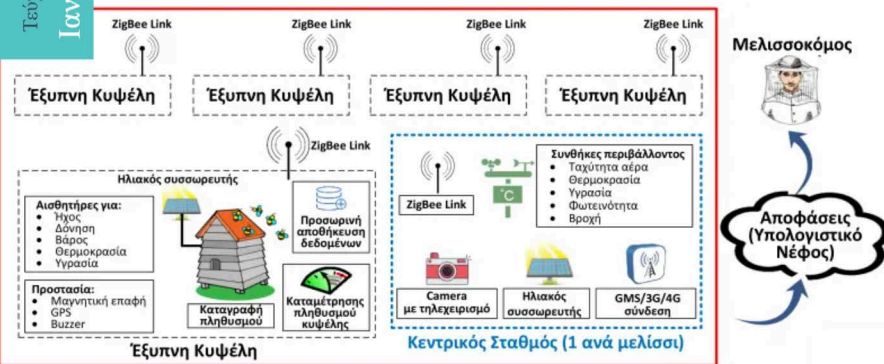 Τεύ
Ιαν
ZigBee Link
ZigBee Link
ZigBee Link
ZigBee Link
Έξυπνη Κυψέλη
Έξυπνη Κυψέλη
Έξυπνη Κυψέλη
Έξυπνη Κυψέλη
Μελισσοκόμος
ZigBee Link
Ηλιακός συσσωρευτής
Αισθητήρες για:
• Ήχος
• Δόνηση
• Βάρος
• Θερμοκρασία
• Υγρασία
Προστασία:
• Μαγνητική επαφή
• GPS
• Buzzer
Καταγραφή
πληθυσμού
Προσωρινή
αποθήκευση
δεδομένων
Καταμέτρησης
πληθυσμού
κυψέλης
Έξυπνη Κυψέλη
ZigBee Link
°C
Συνθήκες περιβάλλοντος
• Ταχύτητα αέρα
• Θερμοκρασία
• Υγρασία
• Φωτεινότητα
• Βροχή
Camera
με τηλεχειρισμό
Ηλιακός
συσσωρευτής
GMS/3G/4G
σύνδεση
Κεντρικός Σταθμός (1 ανά μελίσσι)
Αποφάσεις
(Υπολογιστικό
Νέφος)